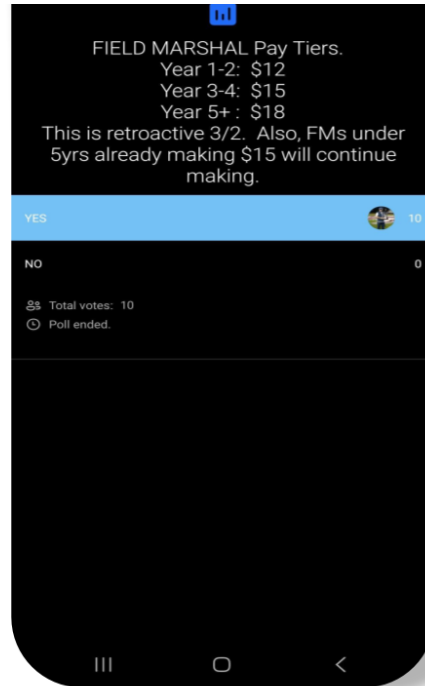 FIELD MARSHAL Pay Tiers.
Year 1-2: $12
Year 3-4: $15
Year 5+ : $18
This is retroactive 3/2. Also, FMs under
5yrs already making $15 will continue
making.
YES 10
NO 0
Total votes: 10
Poll ended.